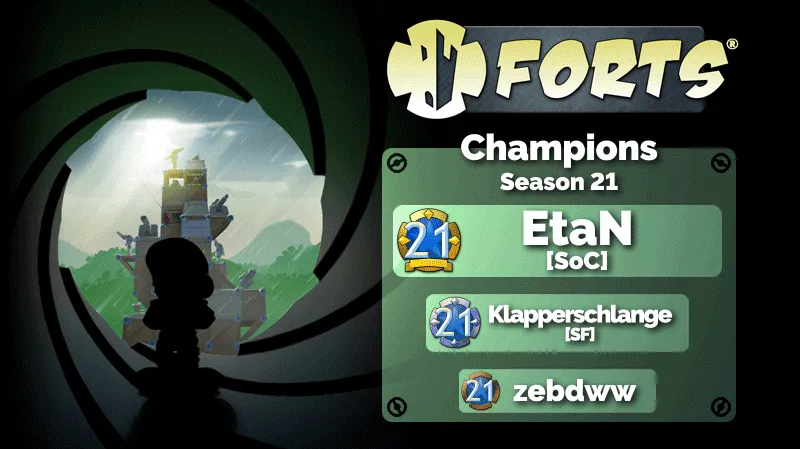 FORTS®
Champions
Season 21
21
EtaN
[SoC]
21
Klapperschlange
[SF]
21
zebdww